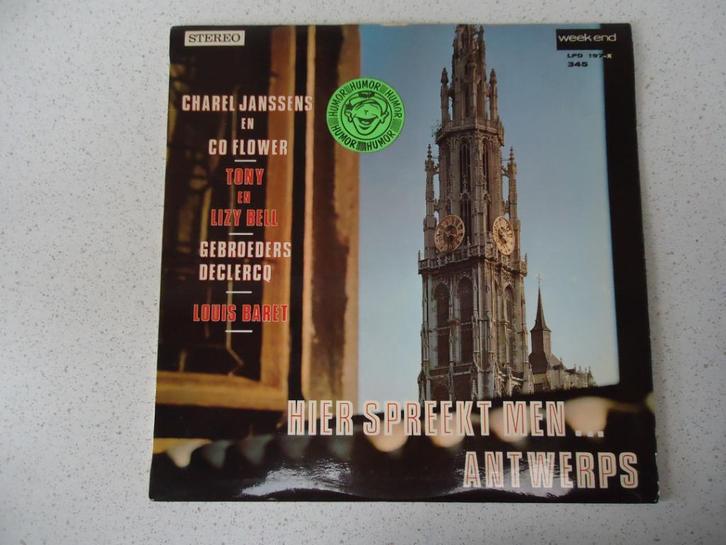 STEREO
week-end
LPD 197-X
345
HUMOR HUMOR HUMOR HUMOR HUMOR
CHAREL JANSSENS
EN
CO FLOWER
TONY
EN
LIZY BELL
GEBROEDERS
DECLERCQ
LOUIS BARET
HIER SPREEKT MEN...
ANTWERPS